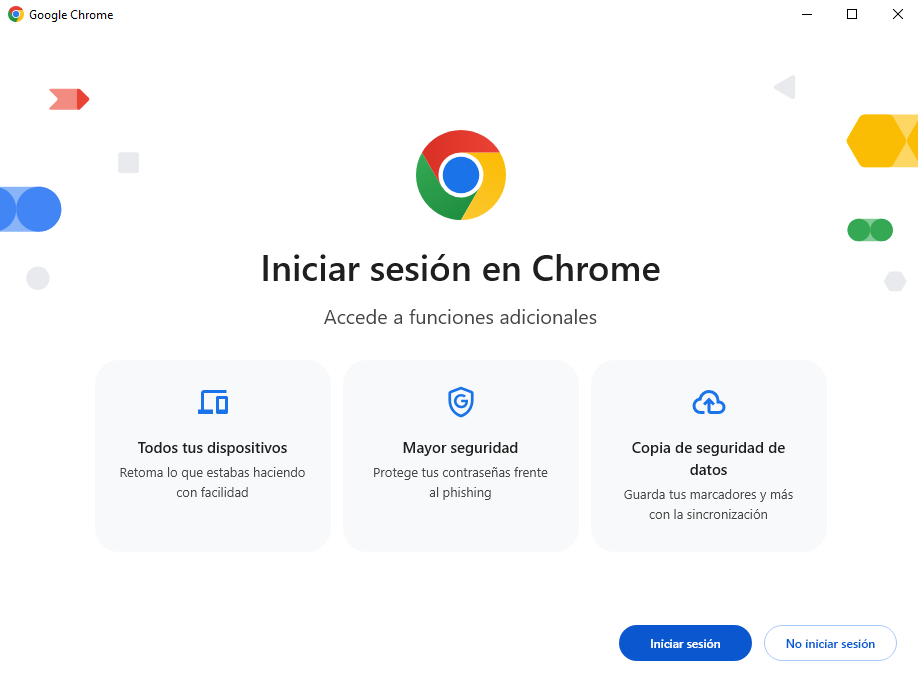 Google Chrome
Iniciar sesión en Chrome
Accede a funciones adicionales
Todos tus dispositivos
Retoma lo que estabas haciendo
con facilidad
Mayor seguridad
Protege tus contraseñas frente
al phishing
Copia de seguridad de
datos
Guarda tus marcadores y más
con la sincronización
Iniciar sesión
No iniciar sesión